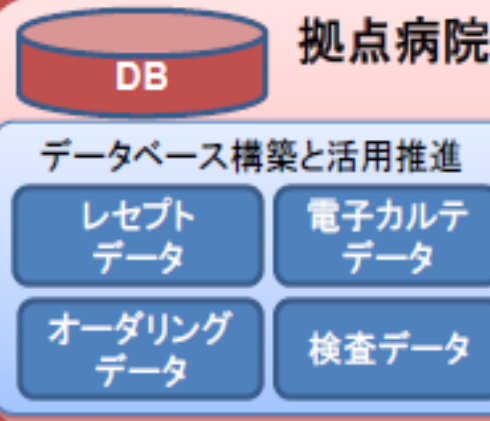 DB
拠点病院
データベース構築と活用推進
レセプト
データ
電子カルテ
データ
オーダリング
データ
検査データ